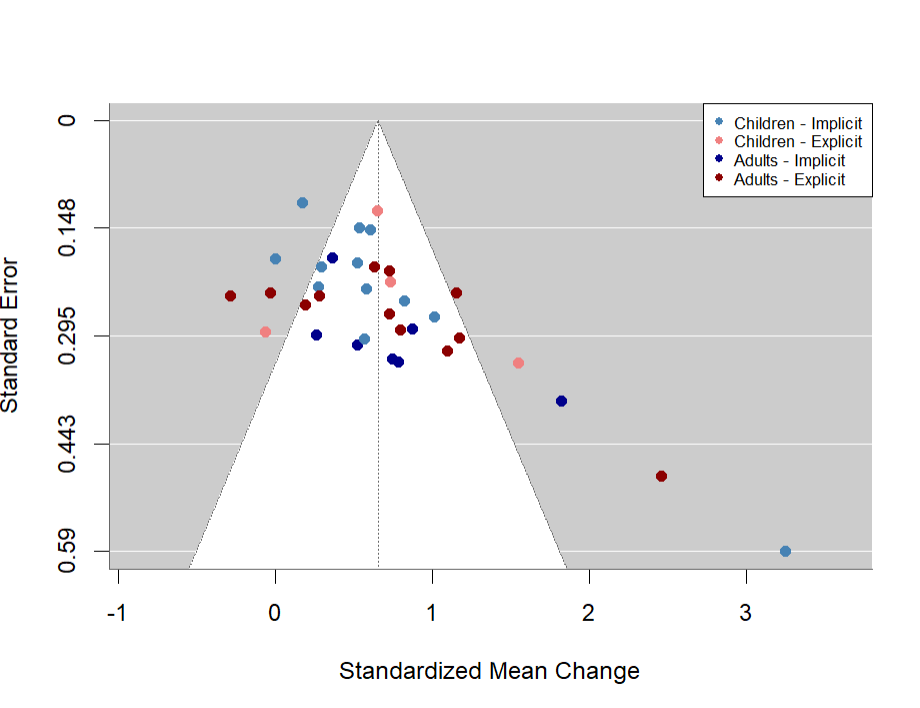 Children - Implicit
Children - Explicit
Adults - Implicit
Adults - Explicit
0
0.148
0.295
0.443
0.59
Standard Error
-1 0 1 2 3
Standardized Mean Change